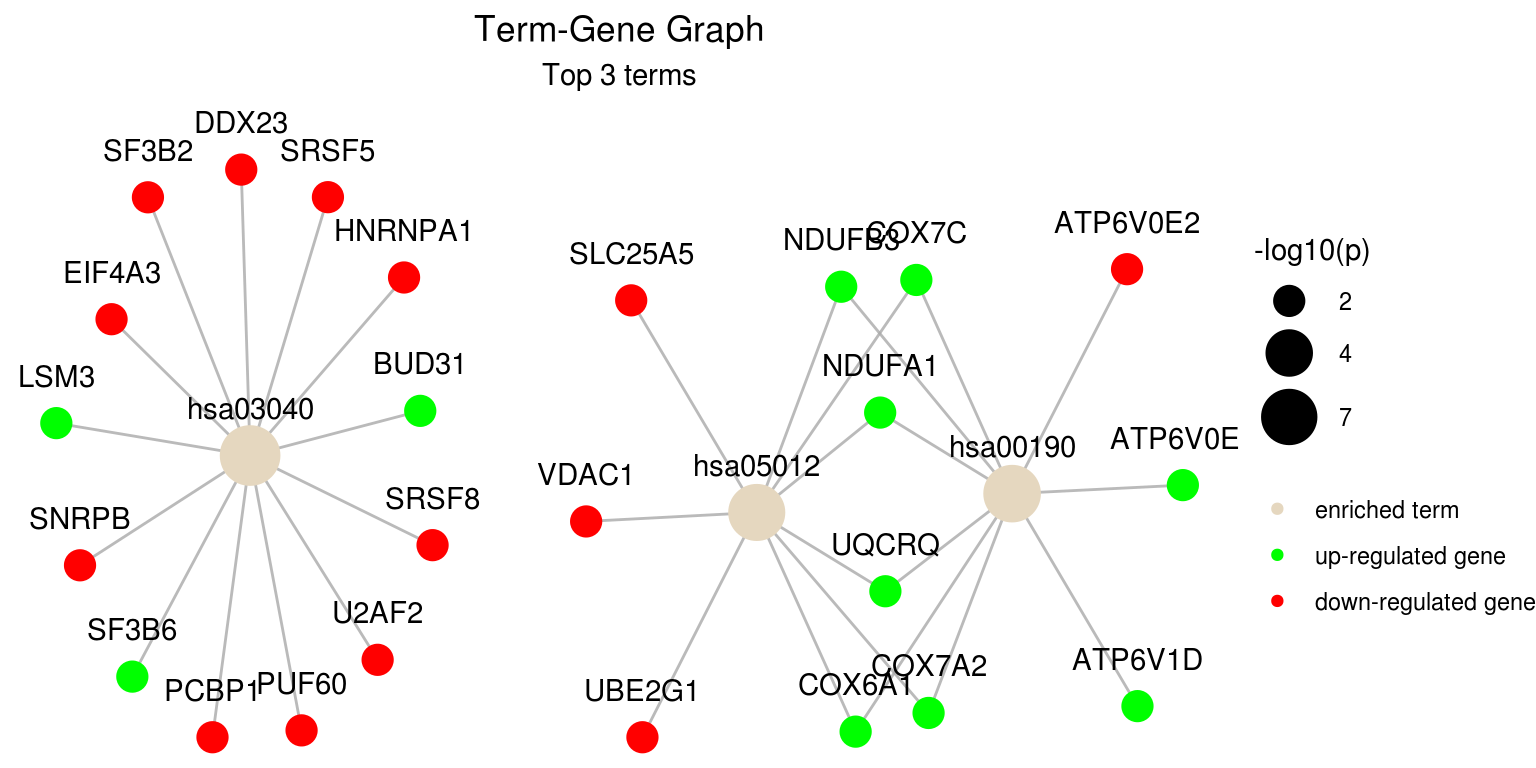 Term-Gene Graph
Top 3 terms
DDX23
SF3B2
SRSF5
HNRNPA1
EIF4A3
BUD31
LSM3
hsa03040
SRSF8
SNRPB
U2AF2
SF3B6
PCBP1
PUF60
SLC25A5
NDUFB3
COX7C
ATP6V0E2
NDUFA1
hsa05012
hsa00190
ATP6V0E
VDAC1
UQCRQ
UBE2G1
COX6A1
COX7A2
ATP6V1D
-log10(p)
2
4
7
enriched term
up-regulated gene
down-regulated gene